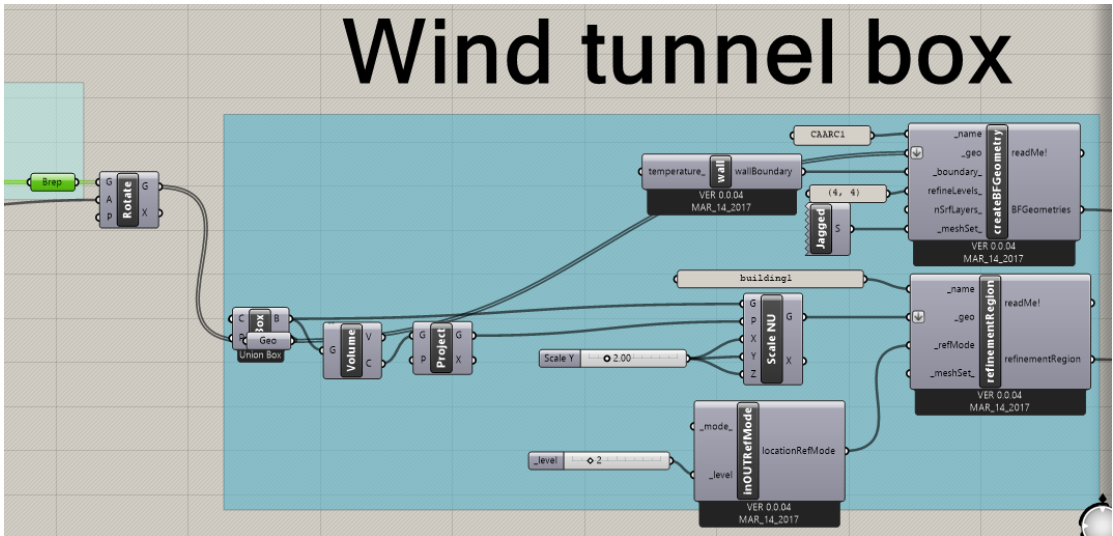 Wind tunnel box
Brep
G
A
P
Rotate
G
X
C
B
P
Box
Geo
Union Box
G
Volume
V
C
G
P
Project
G
X
temperature_
wall
wallBoundary
VER 0.0.04
MAR_14_2017
CAARC1
(4, 4)
Jagged
S
_name
_geo
_boundary_
refineLevels_
nSrfLayers_
_meshSet_
createBFGeometry
readMe!
BFGeometries
VER 0.0.04
MAR_14_2017
building1
G
P
X
Y
Z
Scale NU
G
X
Scale Y
2.00
_name
_geo
_refMode
_meshSet_
refinementRegion
readMe!
refinementRegion
VER 0.0.04
MAR_14_2017
_mode_
_level
inOUTRefMode
locationRefMode
VER 0.0.04
MAR_14_2017
_level
2